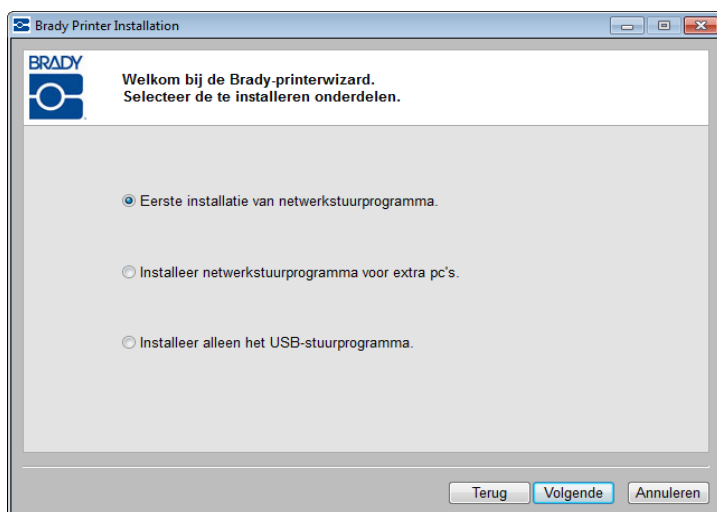 Brady Printer Installation
BRADY
Welkom bij de Brady-printerwizard.
Selecteer de te installeren onderdelen.
Eerste installatie van netwerkstuurprogramma.
Installeer netwerkstuurprogramma voor extra pc's.
Installeer alleen het USB-stuurprogramma.
Terug
Volgende
Annuleren